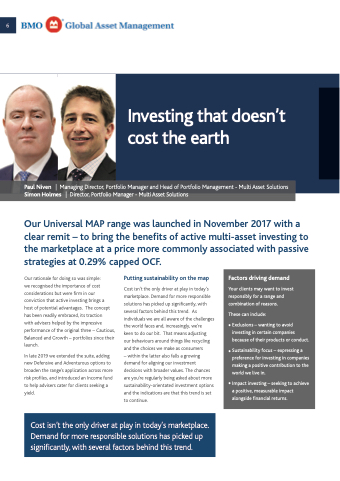 6
BMO Global Asset Management
Investing that doesn't
cost the earth
Paul Niven | Managing Director, Portfolio Manager and Head of Portfolio Management - Multi Asset Solutions
Simon Holmes | Director, Portfolio Manager - Multi Asset Solutions
Our Universal MAP range was launched in November 2017 with a
clear remit – to bring the benefits of active multi-asset investing to
the marketplace at a price more commonly associated with passive
strategies at 0.29% capped OCF.
Our rationale for doing so was simple:
we recognised the importance of cost
considerations but were firm in our
conviction that active investing brings a
host of potential advantages. The concept
has been readily embraced, its traction
with advisers helped by the impressive
performance of the original three – Cautious,
Balanced and Growth – portfolios since their
launch.
In late 2019 we extended the suite, adding
new Defensive and Adventurous options to
broaden the range's application across more
risk profiles, and introduced an Income fund
to help advisers cater for clients seeking a
yield.
Putting sustainability on the map
Cost isn't the only driver at play in today's
marketplace. Demand for more responsible
solutions has picked up significantly, with
several factors behind this trend. As
individuals we are all aware of the challenges
the world faces and, increasingly, we're
keen to do our bit. That means adjusting
our behaviours around things like recycling
and the choices we make as consumers
– within the latter also falls a growing
demand for aligning our investment
decisions with broader values. The chances
are you're regularly being asked about more
sustainability-orientated investment options
and the indications are that this trend is set
to continue.
Factors driving demand
Your clients may want to invest
responsibly for a range and
combination of reasons.
These can include:
• Exclusions – wanting to avoid
investing in certain companies
because of their products or conduct.
• Sustainability focus – expressing a
preference for investing in companies
making a positive contribution to the
world we live in.
• Impact investing – seeking to achieve
a positive, measurable impact
alongside financial returns.
Cost isn't the only driver at play in today's marketplace.
Demand for more responsible solutions has picked up
significantly, with several factors behind this trend.